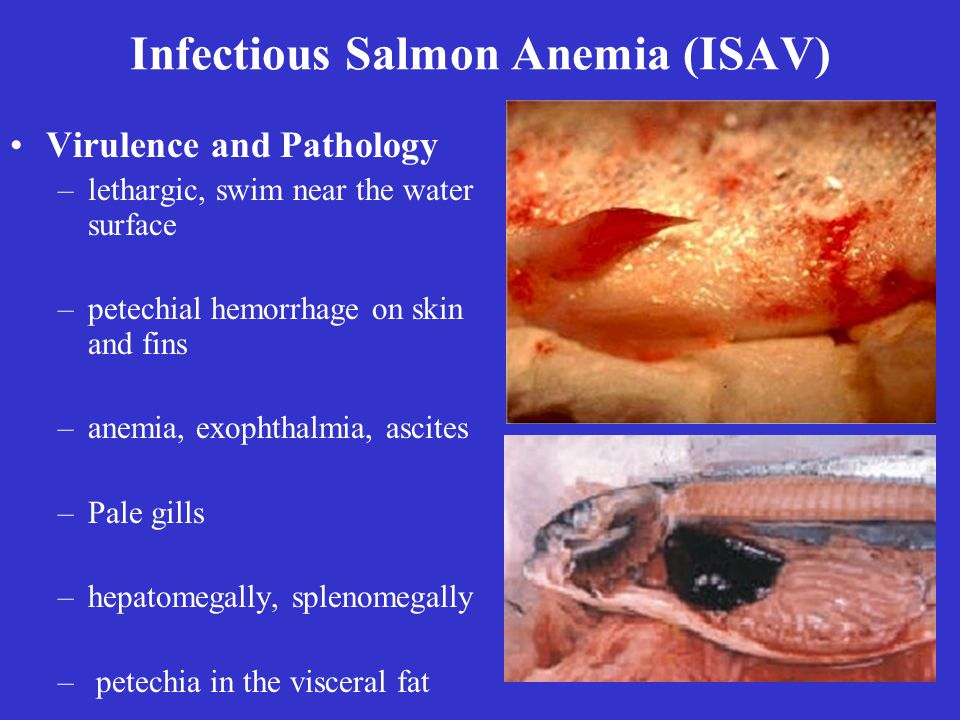 Infectious Salmon Anemia (ISAV)
• Virulence and Pathology
– lethargic, swim near the water
surface
– petechial hemorrhage on skin
and fins
– anemia, exophthalmia, ascites
– Pale gills
– hepatomegally, splenomegally
– petechia in the visceral fat